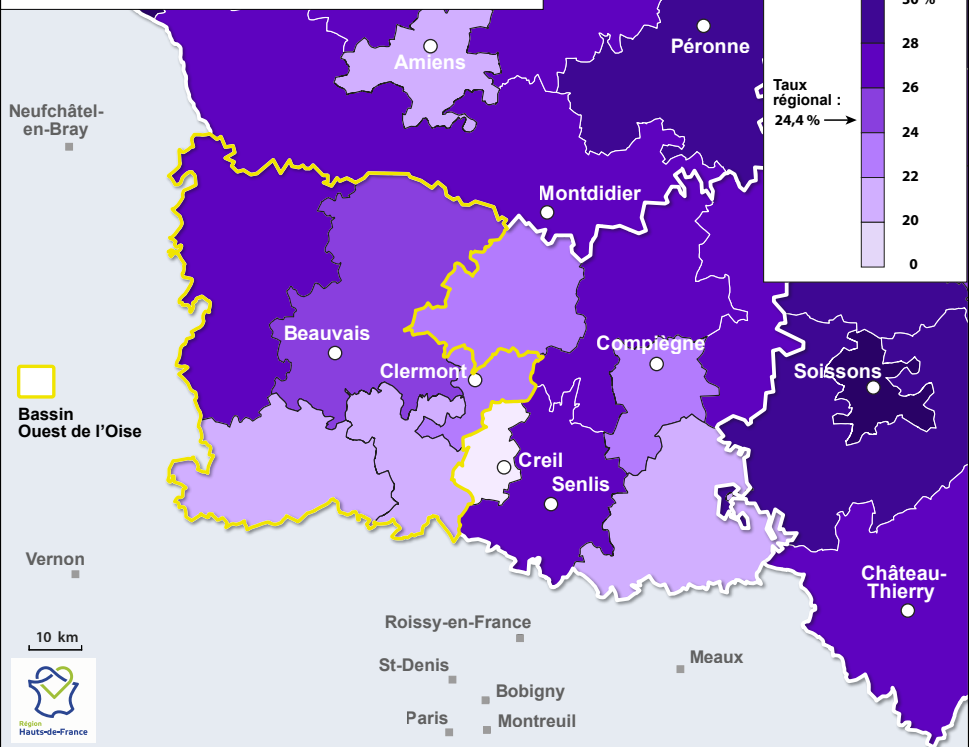 30 %
28
26
24
22
20
0
Taux
régional :
24,4 %
Péronne
Amiens
Neufchâtel-
en-Bray
Montdidier
Beauvais
Compiègne
Clermont
Soissons
Bassin
Ouest de l'Oise
Creil
Senlis
Vernon
Château-
Thierry
10 km
Roissy-en-France
St-Denis
Meaux
Bobigny
Paris
Montreuil
Région
Hauts-de-France